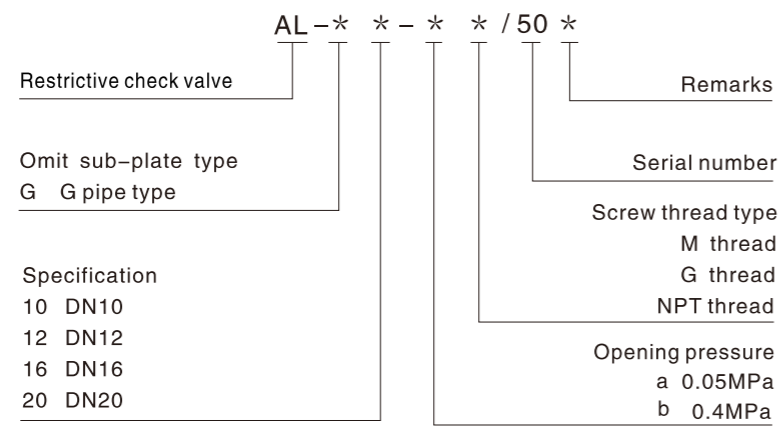 AL–* *– * * /50 *
Restrictive check valve
Omit sub–plate type
G G pipe type
Specification
10 DN10
12 DN12
16 DN16
20 DN20
Remarks
Serial number
Screw thread type
M thread
G thread
NPT thread
Opening pressure
a 0.05MPa
b 0.4MPa